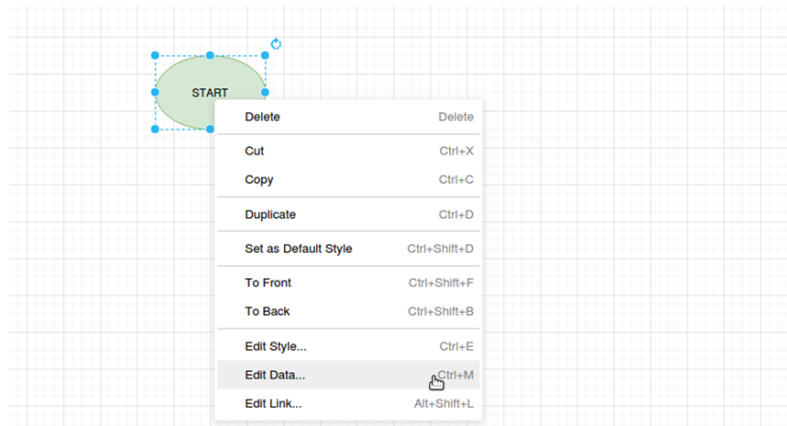 START
Delete Delete
Cut Ctrl+X
Copy Ctrl+C
Duplicate Ctrl+D
Set as Default Style Ctrl+Shift+D
To Front Ctrl+Shift+F
To Back Ctrl+Shift+B
Edit Style... Ctrl+E
Edit Data... Ctrl+M
Edit Link... Alt+Shift+L